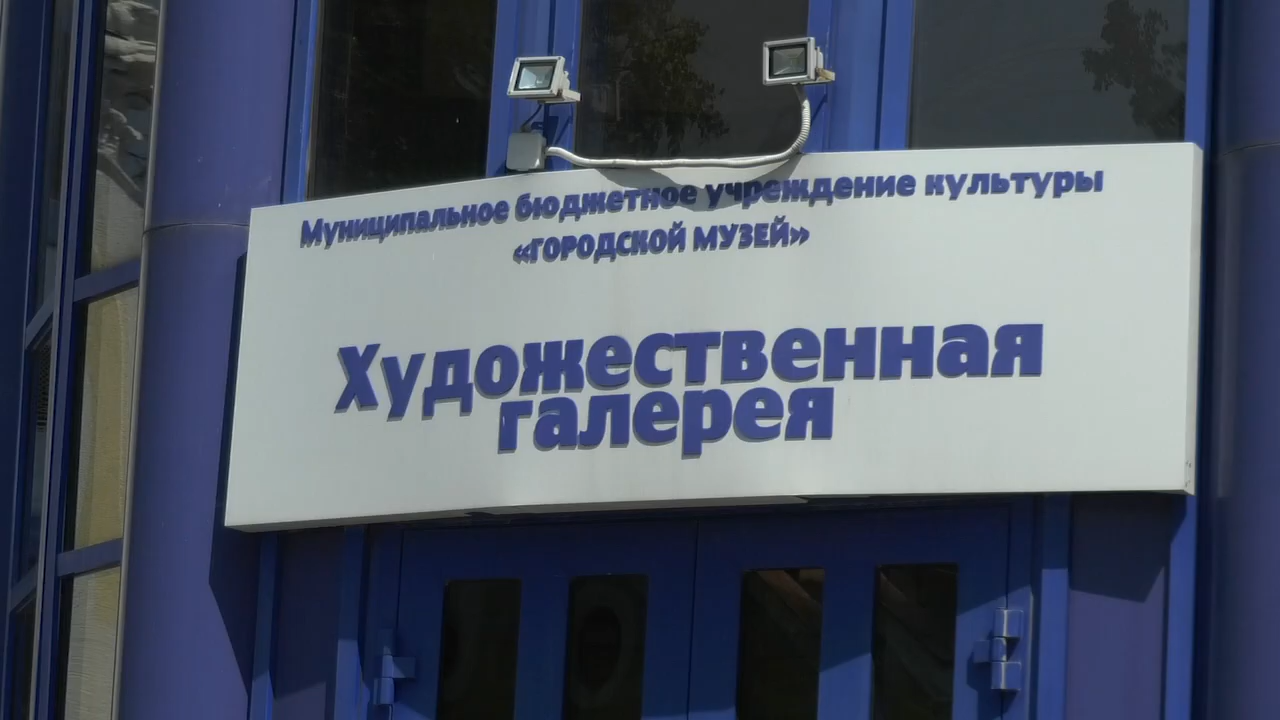 Муниципальное бюджетное учреждение культуры
«ГОРОДСКОЙ МУЗЕЙ»
Художественная
галерея